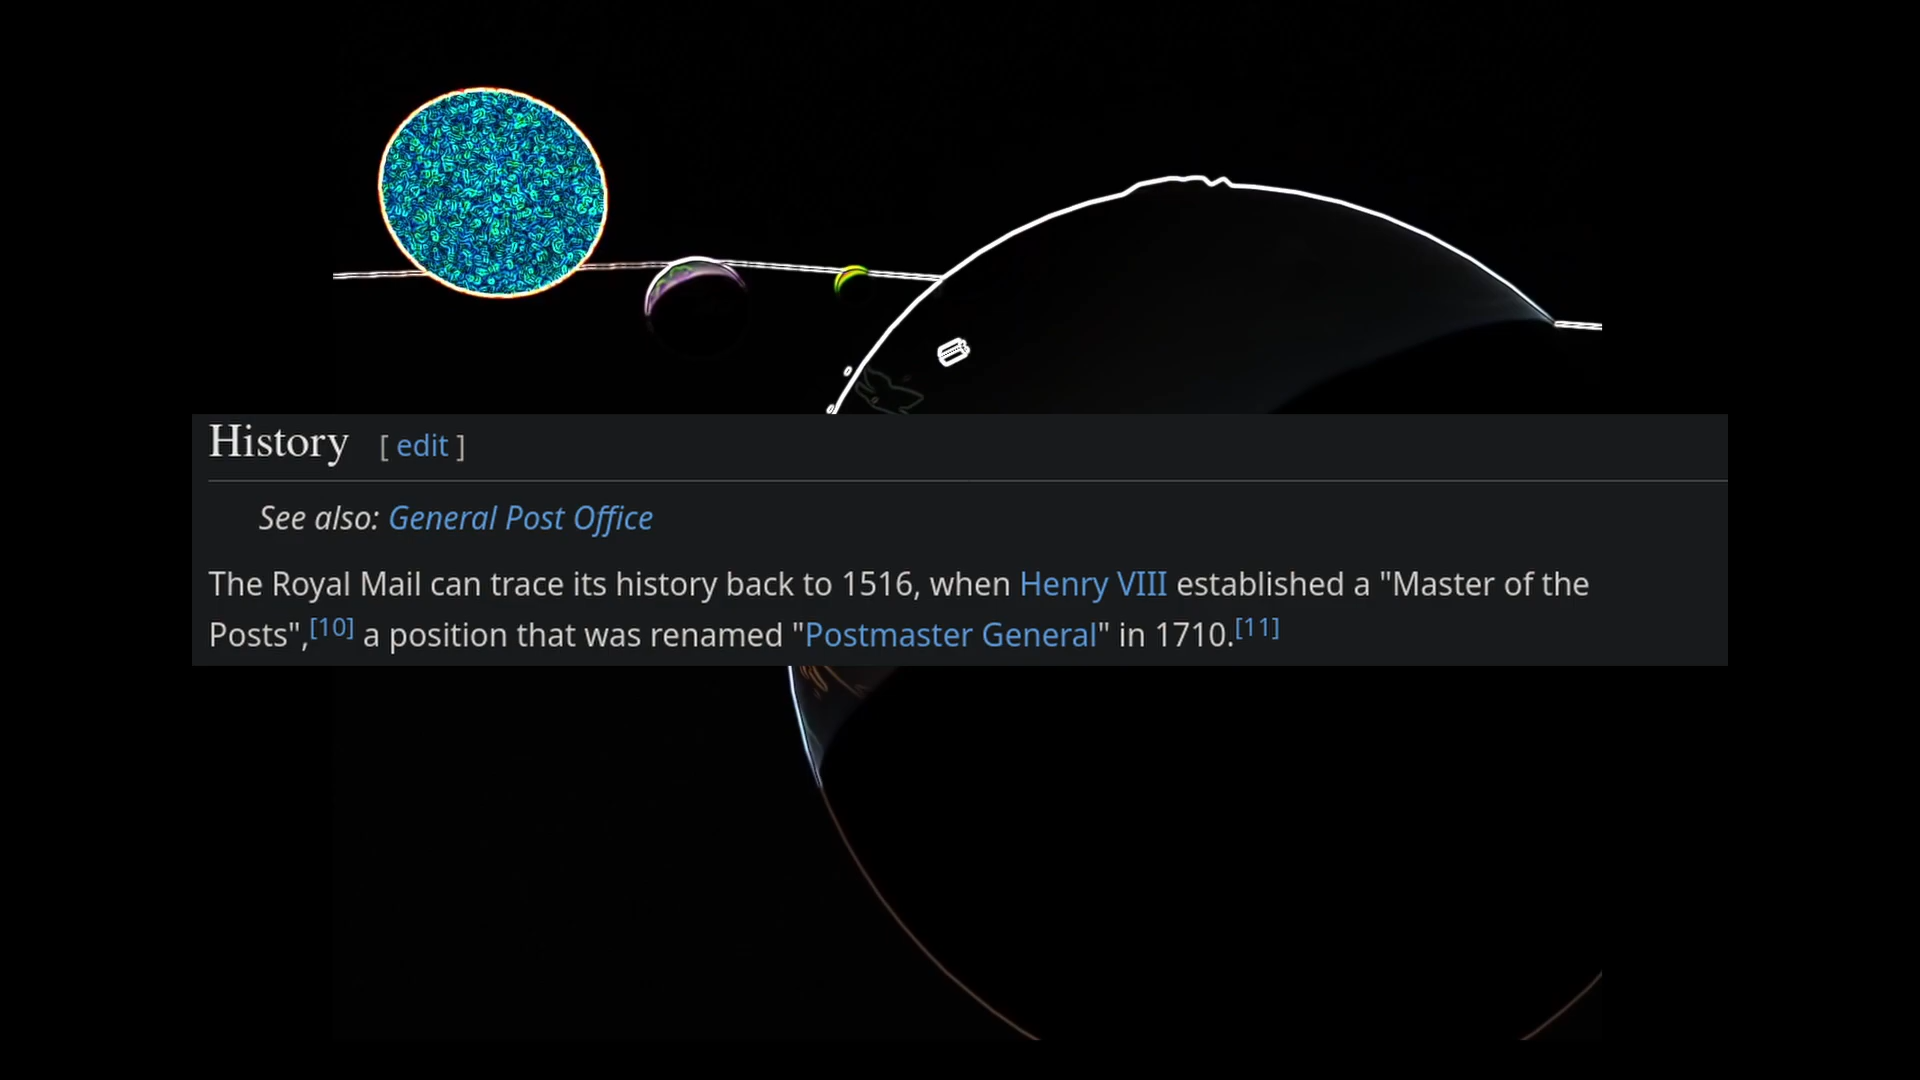 History [ edit ]
See also: General Post Office
The Royal Mail can trace its history back to 1516, when Henry VIII established a "Master of the
Posts",[10] a position that was renamed "Postmaster General" in 1710.[11]